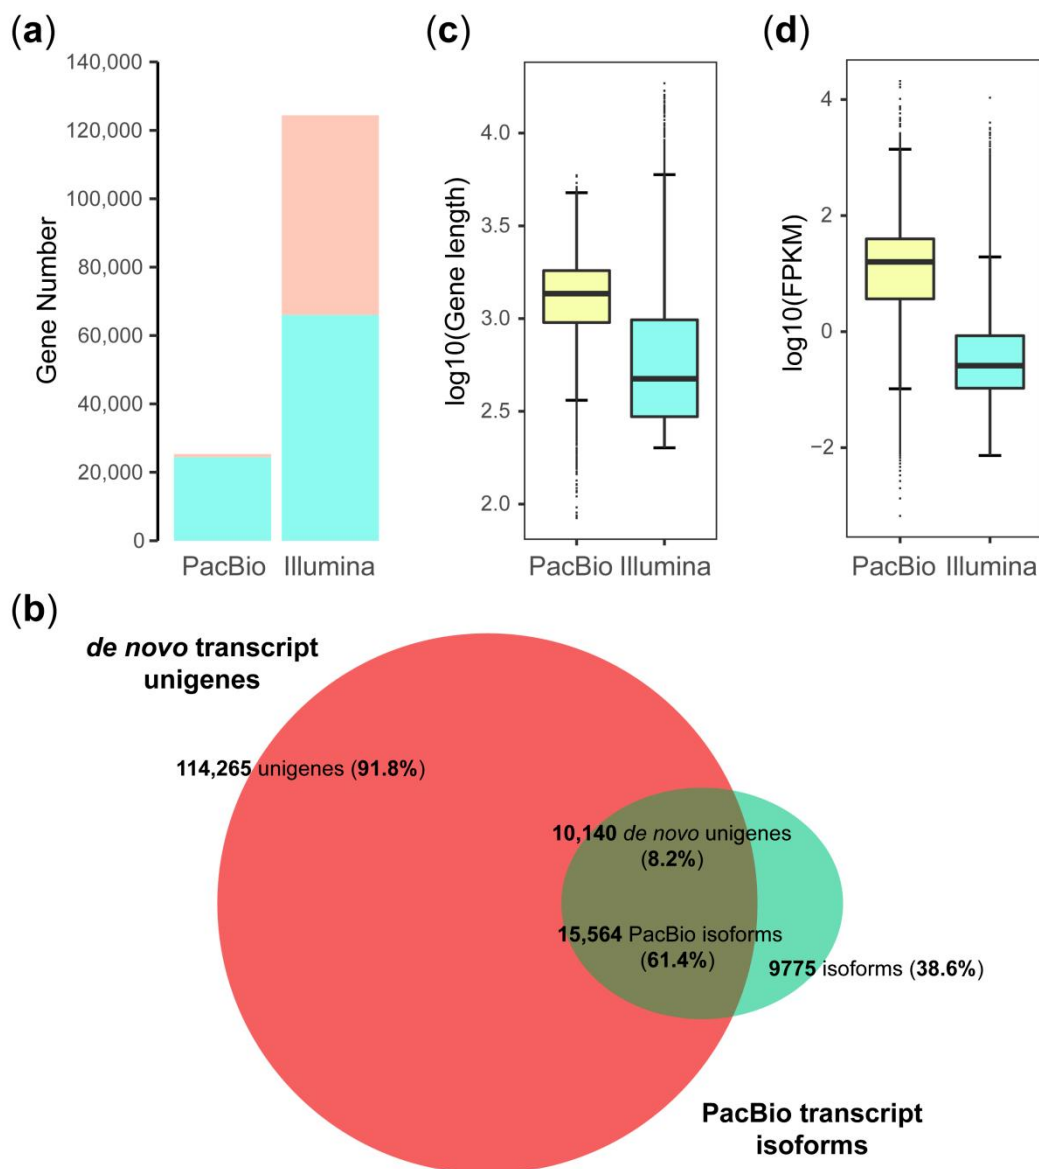 (a)
140,000
120,000
100,000
80,000
60,000
40,000
20,000
0
Gene Number
PacBio Illumina
(c)
4.0
3.5
3.0
2.5
2.0
log10(Gene length)
PacBio Illumina
(d)
4
2
0
−2
log10(FPKM)
PacBio Illumina
(b)
de novo transcript
unigenes
114,265 unigenes (91.8%)
10,140 de novo unigenes
(8.2%)
15,564 PacBio isoforms
(61.4%)
9775 isoforms (38.6%)
PacBio transcript
isoforms